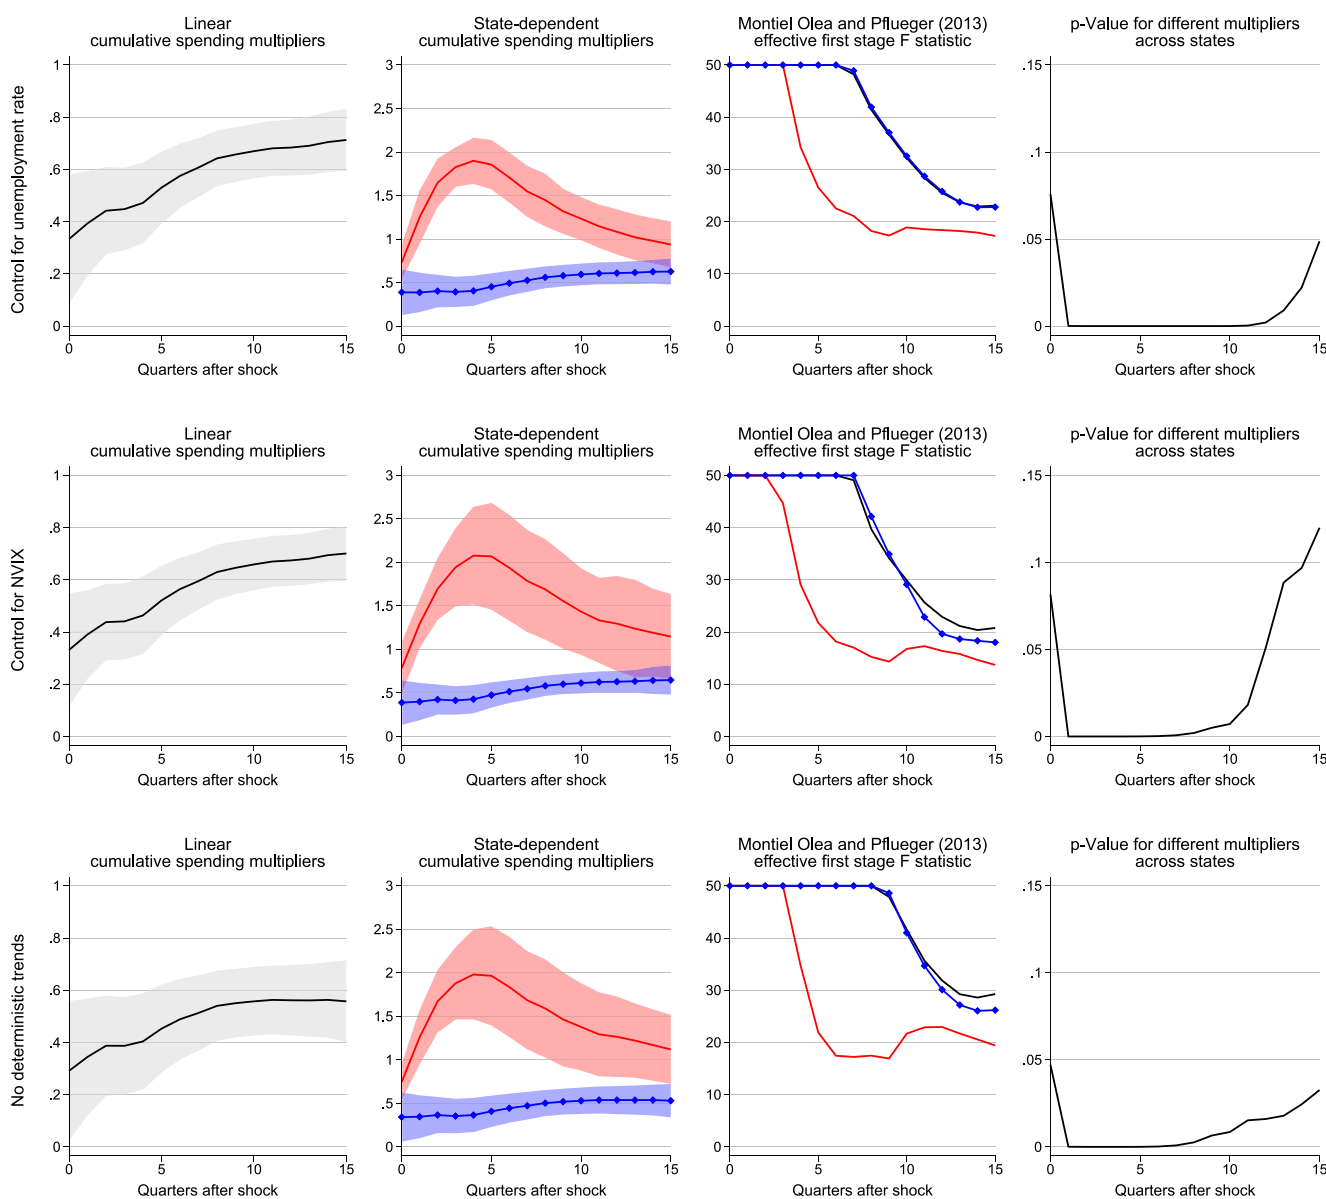 Linear
cumulative spending multipliers
State-dependent
cumulative spending multipliers
Montiel Olea and Pflueger (2013)
effective first stage F statistic
p-Value for different multipliers
across states
Control for unemployment rate
1
.8
.6
.4
.2
0
0 5 10 15
Quarters after shock
3
2.5
2
1.5
1
.5
0
0 5 10 15
Quarters after shock
50
40
30
20
10
0
0 5 10 15
Quarters after shock
.15
.1
.05
0
0 5 10 15
Quarters after shock
Linear
cumulative spending multipliers
State-dependent
cumulative spending multipliers
Montiel Olea and Pflueger (2013)
effective first stage F statistic
p-Value for different multipliers
across states
Control for NVIX
1
.8
.6
.4
.2
0
0 5 10 15
Quarters after shock
3
2.5
2
1.5
1
.5
0
0 5 10 15
Quarters after shock
50
40
30
20
10
0
0 5 10 15
Quarters after shock
.15
.1
.05
0
0 5 10 15
Quarters after shock
Linear
cumulative spending multipliers
State-dependent
cumulative spending multipliers
Montiel Olea and Pflueger (2013)
effective first stage F statistic
p-Value for different multipliers
across states
No deterministic trends
1
.8
.6
.4
.2
0
0 5 10 15
Quarters after shock
3
2.5
2
1.5
1
.5
0
0 5 10 15
Quarters after shock
50
40
30
20
10
0
0 5 10 15
Quarters after shock
.15
.1
.05
0
0 5 10 15
Quarters after shock